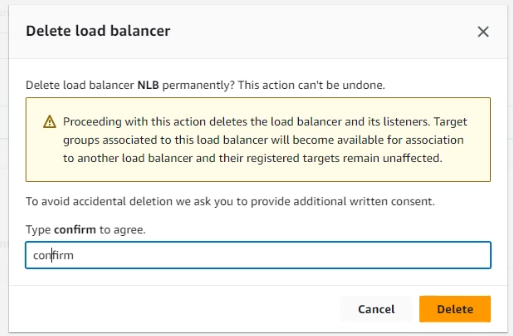 Delete load balancer
Delete load balancer NLB permanently? This action can't be undone.
Proceeding with this action deletes the load balancer and its listeners. Target
groups associated to this load balancer will become available for association
to another load balancer and their registered targets remain unaffected.
To avoid accidental deletion we ask you to provide additional written consent.
Type confirm to agree.
confirm
Cancel
Delete